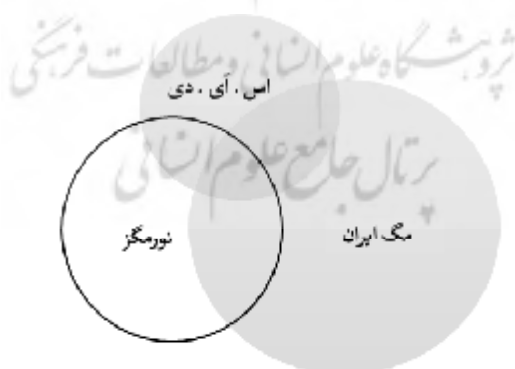 پژوهشگاه علوم انسانی و مطالعات فرهنگی
اس . آی . دی
پرتال جامع علوم انسانی
نورمگز
مگ ایران